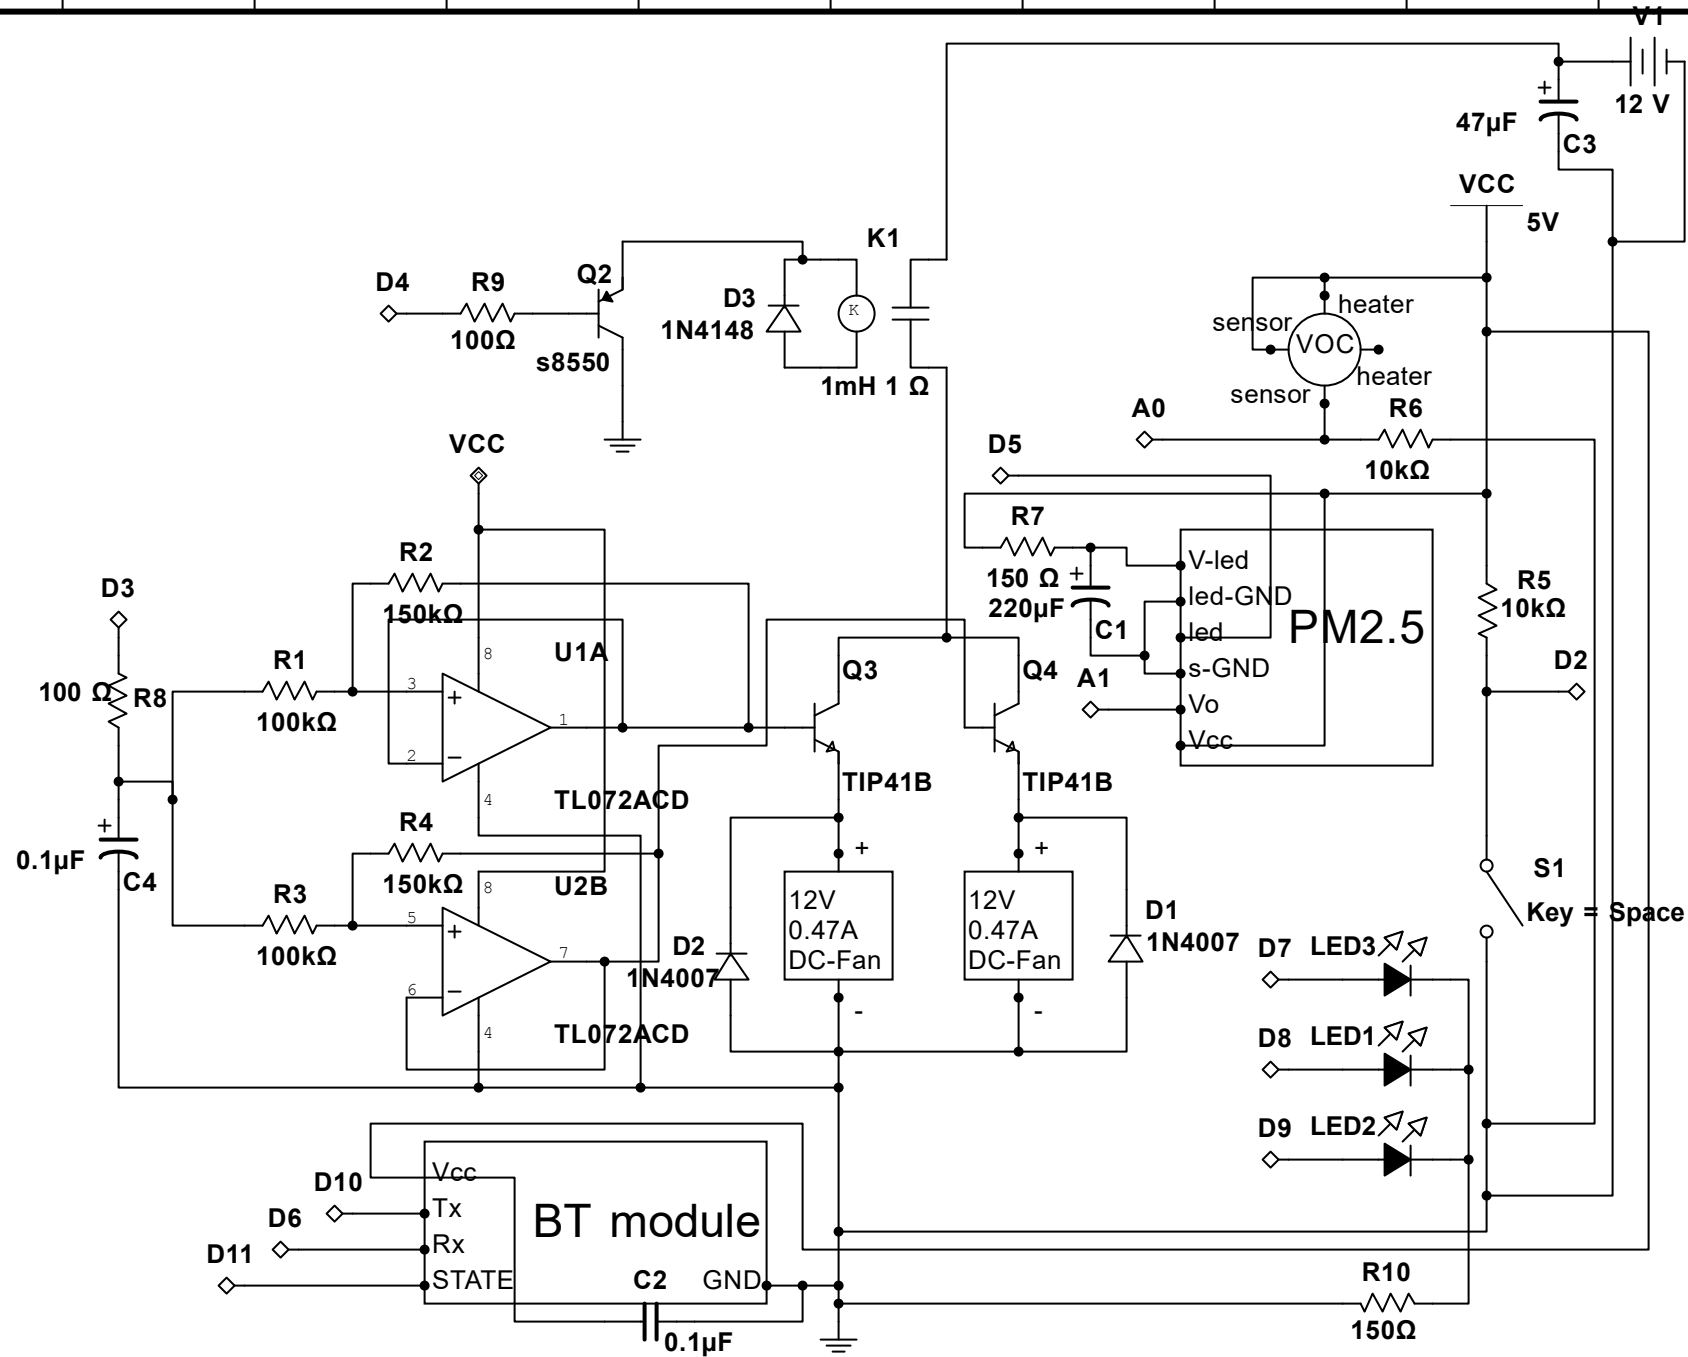 V1
12 V
+
47µF
C3
VCC
5V
K1
D4
R9
Q2
100Ω
s8550
D3
1N4148
K
1mH 1 Ω
sensor
heater
VOC
heater
sensor
A0
R6
10kΩ
VCC
D5
R7
150 Ω
+
220µF
C1
V-led
led-GND
led
s-GND
Vo
Vcc
PM2.5
A1
R5
10kΩ
D2
R2
150kΩ
D3
100 Ω
R8
R1
100kΩ
8
3
2
4
1
+
−
U1A
TL072ACD
Q3
TIP41B
Q4
TIP41B
+
0.1µF
C4
R4
150kΩ
R3
100kΩ
U2B
8
5
6
4
7
+
−
TL072ACD
D2
1N4007
+
12V
0.47A
DC-Fan
-
+
12V
0.47A
DC-Fan
-
D1
1N4007
S1
Key = Space
D7
LED3
D8
LED1
D9
LED2
D10
D6
D11
Vcc
Tx
Rx
STATE
BT module
GND
C2
0.1µF
R10
150Ω